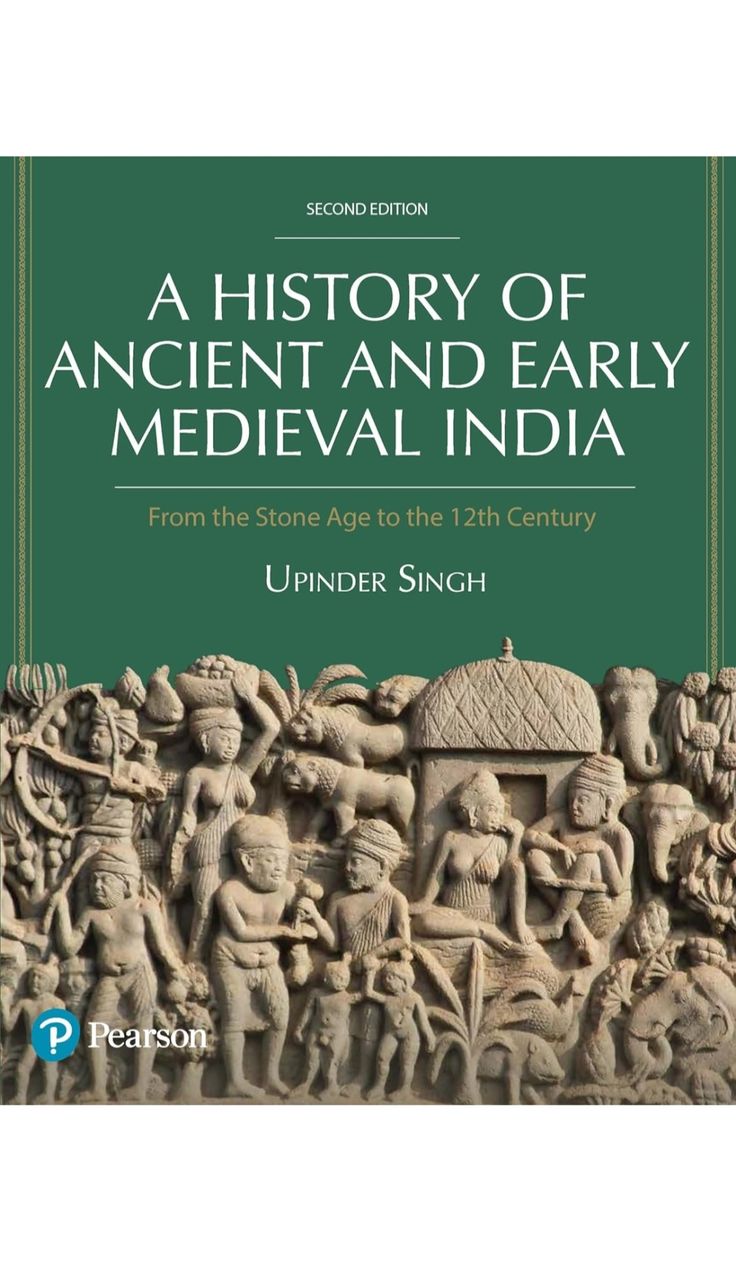 SECOND EDITION
A HISTORY OF
ANCIENT AND EARLY
MEDIEVAL INDIA
From the Stone Age to the 12th Century
UPINDER SINGH
P Pearson